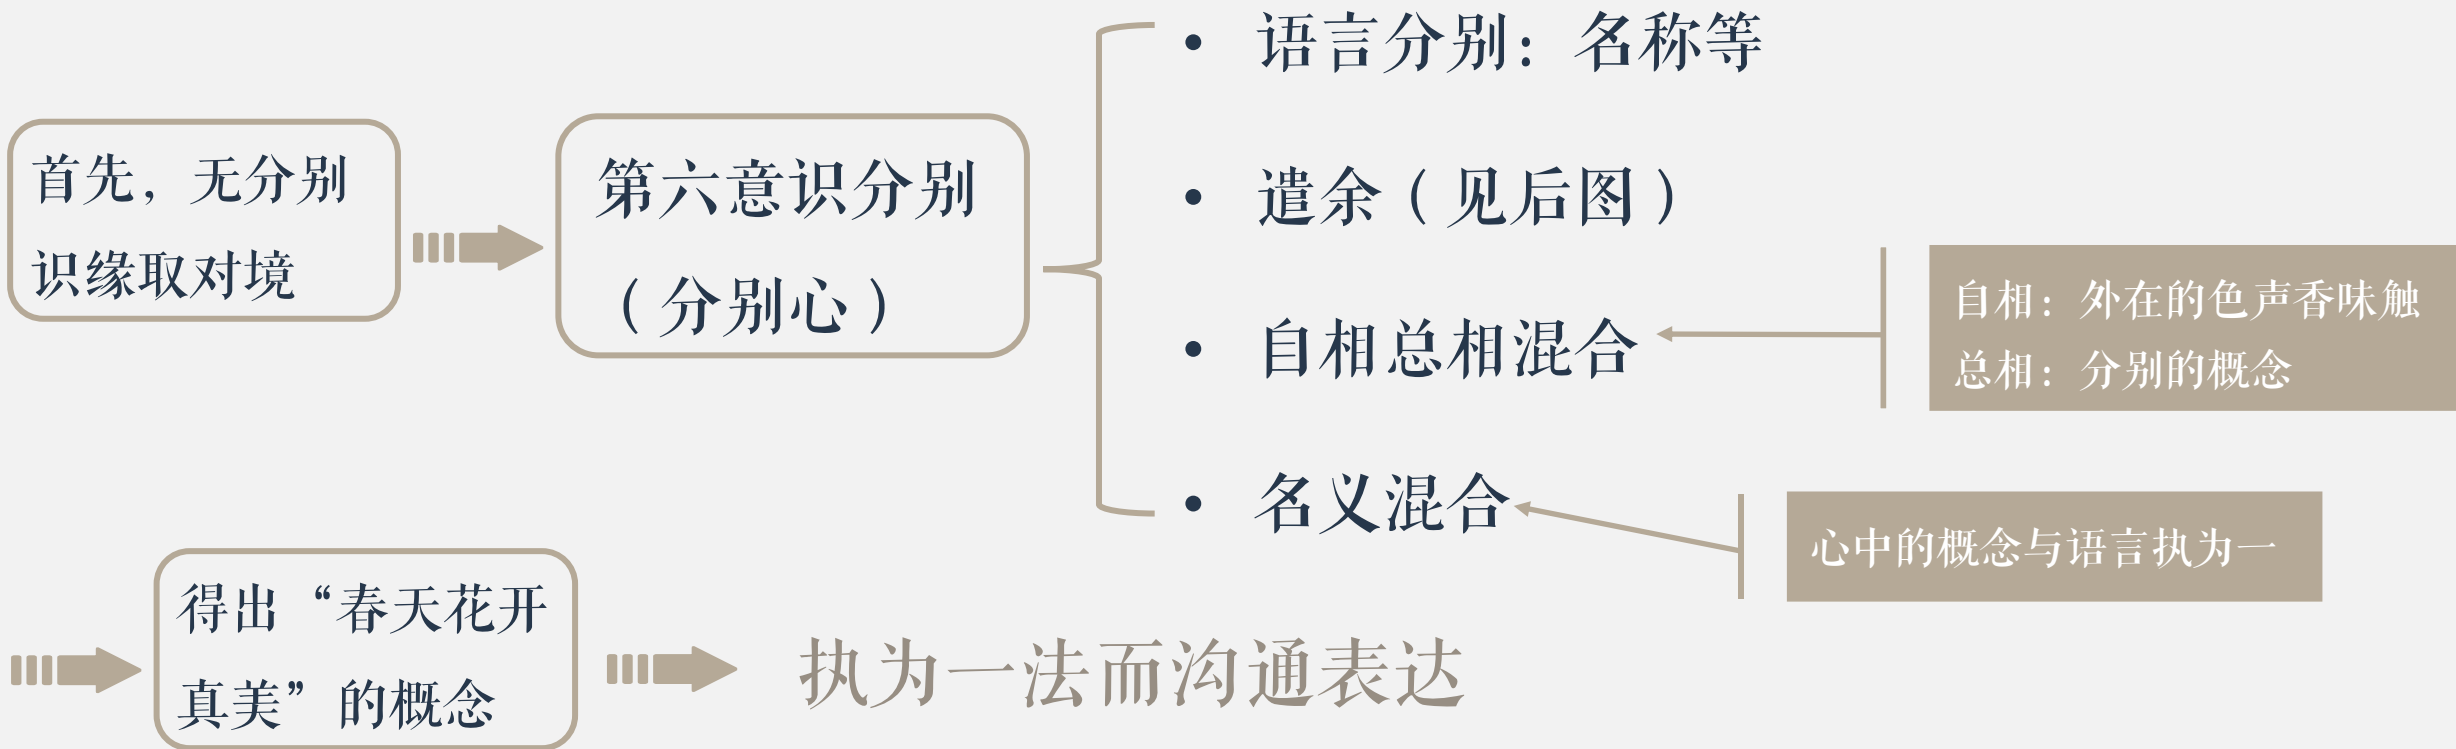 首先，无分别
识缘取对境
第六意识分别
（分别心）
• 语言分别：名称等
• 遣余（见后图）
• 自相总相混合
• 名义混合
自相：外在的色声香味触
总相：分别的概念
心中的概念与语言执为一
得出“春天花开
真美”的概念
执为一法而沟通表达